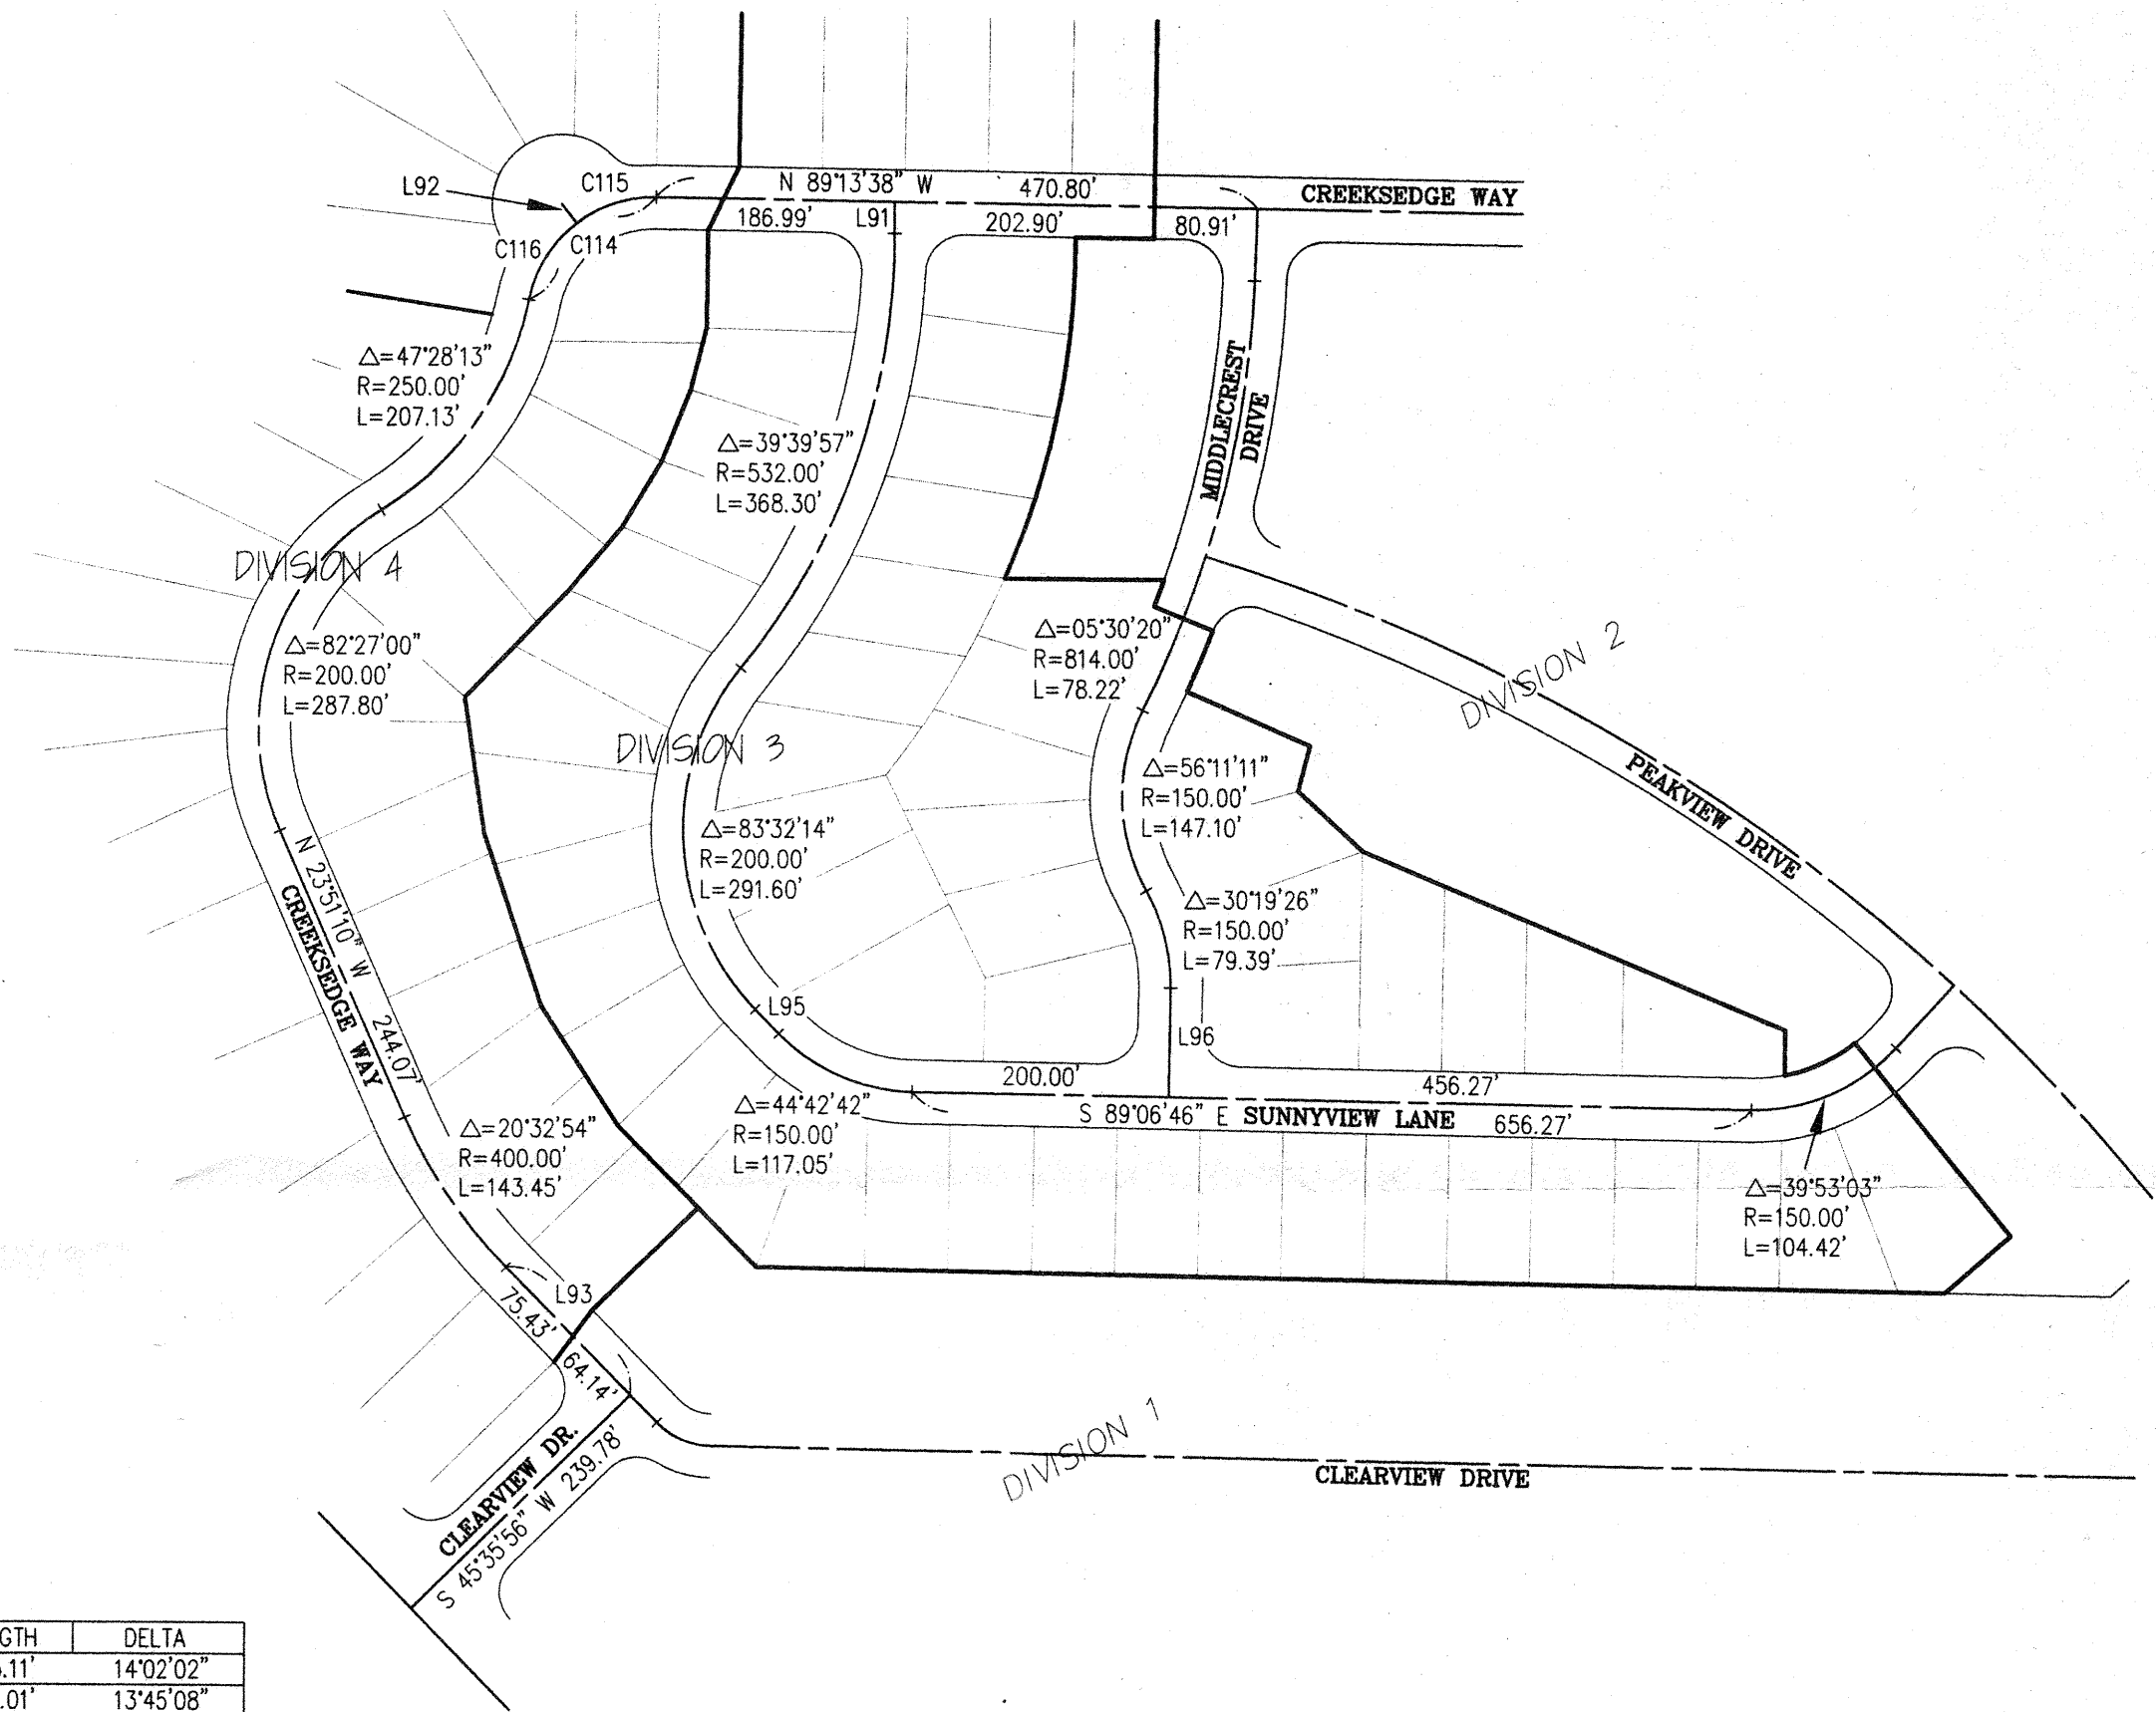 L92
C115
N 89°13'38" W
470.80'
CREEKSEDGE WAY
186.99'
L91
202.90'
80.91'
C116
C114
△=47°28'13"
R=250.00'
L=207.13'
△=39°39'57"
R=532.00'
L=368.30'
MIDDLECREST
DRIVE
DIVISION 4
△=82°27'00"
R=200.00'
L=287.80'
△=05°30'20"
R=814.00'
L=78.22'
DIVISION 2
DIVISION 3
△=56°11'11"
R=150.00'
L=147.10'
PEAKVIEW DRIVE
△=83°32'14"
R=200.00'
L=291.60'
N 23°51'10" W 244.07'
CREEKSEDGE WAY
△=30°19'26"
R=150.00'
L=79.39'
L95
L96
200.00'
456.27'
S 89°06'46" E SUNNYVIEW LANE 656.27'
△=44°42'42"
R=150.00'
L=117.05'
△=20°32'54"
R=400.00'
L=143.45'
△=39°53'03"
R=150.00'
L=104.42'
L93
75.43'
64.14'
CLEARVIEW DR.
S 45°35'56" W 239.78'
DIVISION 1
CLEARVIEW DRIVE
GTH DELTA
.11' 14°02'02"
.01' 13°45'08"